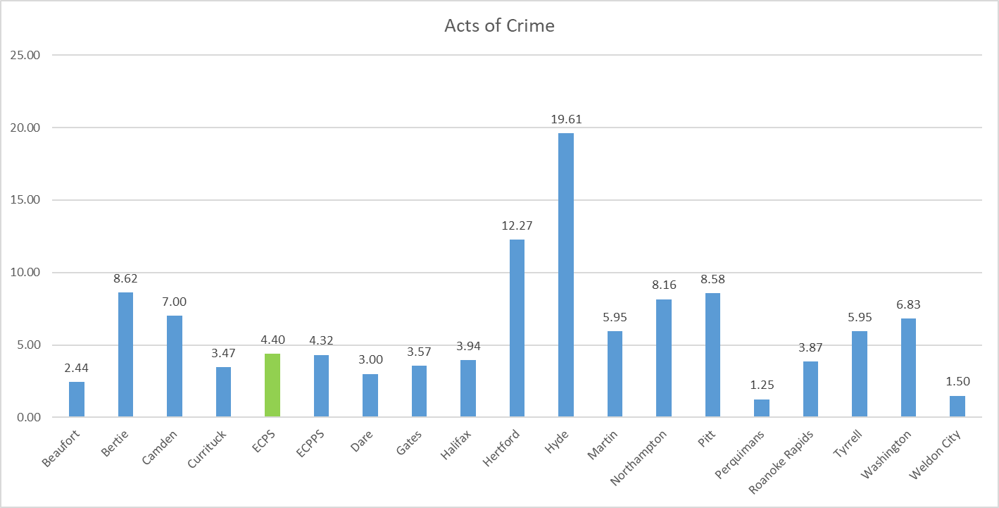 Acts of Crime
25.00
20.00
15.00
10.00
5.00
0.00
2.44
8.62
7.00
3.47
4.40
4.32
3.00
3.57
3.94
12.27
19.61
5.95
8.16
8.58
1.25
3.87
5.95
6.83
1.50
Beaufort
Bertie
Camden
Currituck
ECPS
ECPPS
Dare
Gates
Halifax
Hertford
Hyde
Martin
Northampton
Pitt
Perquimans
Roanoke Rapids
Tyrrell
Washington
Weldon City